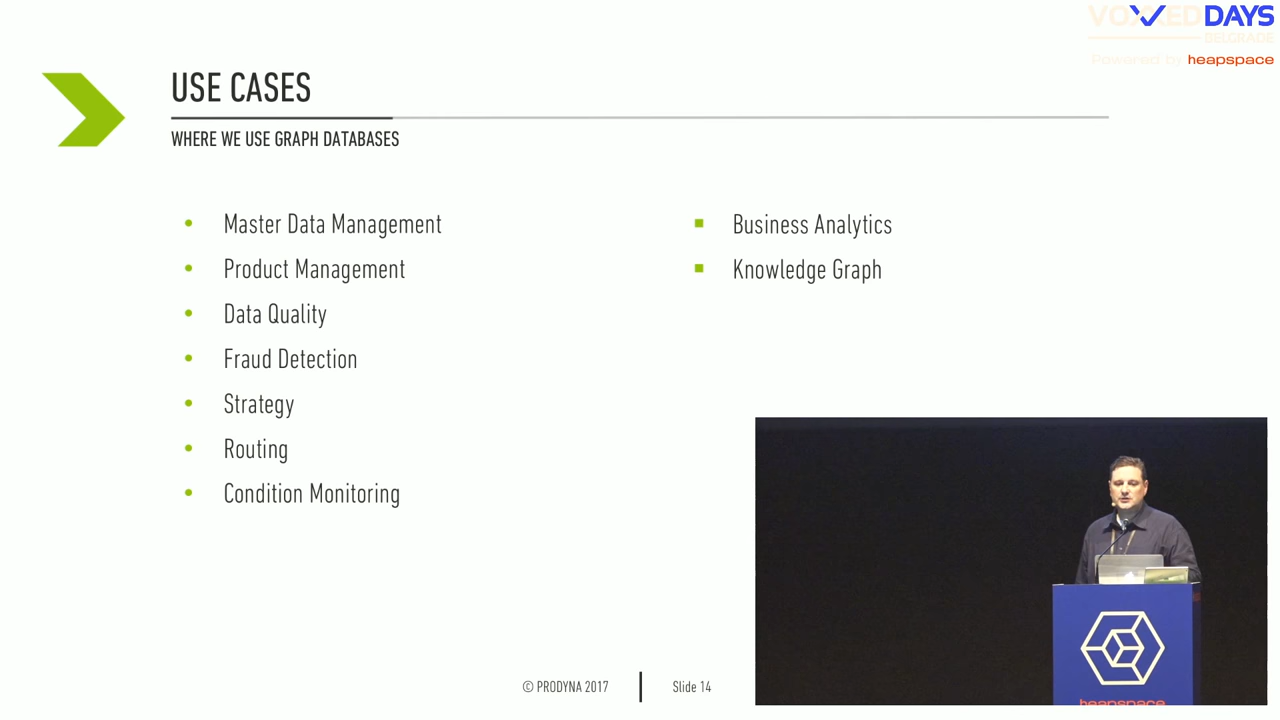 VOXXED DAYS
BELGRADE
Powered by heapspace
USE CASES
WHERE WE USE GRAPH DATABASES
• Master Data Management
• Product Management
• Data Quality
• Fraud Detection
• Strategy
• Routing
• Condition Monitoring
▪ Business Analytics
▪ Knowledge Graph
heapspace
© PRODYNA 2017
Slide 14